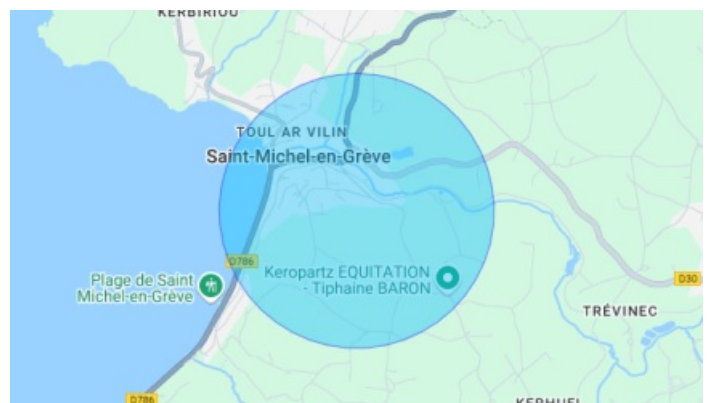 KERBIRIOU
TOUL AR VILIN
Saint-Michel-en-Grève
D786
Keropartz EQUITATION
- Tiphaine BARON
Plage de Saint
Michel-en-Grève
D30
TRÉVINEC
D786
KERHUEL